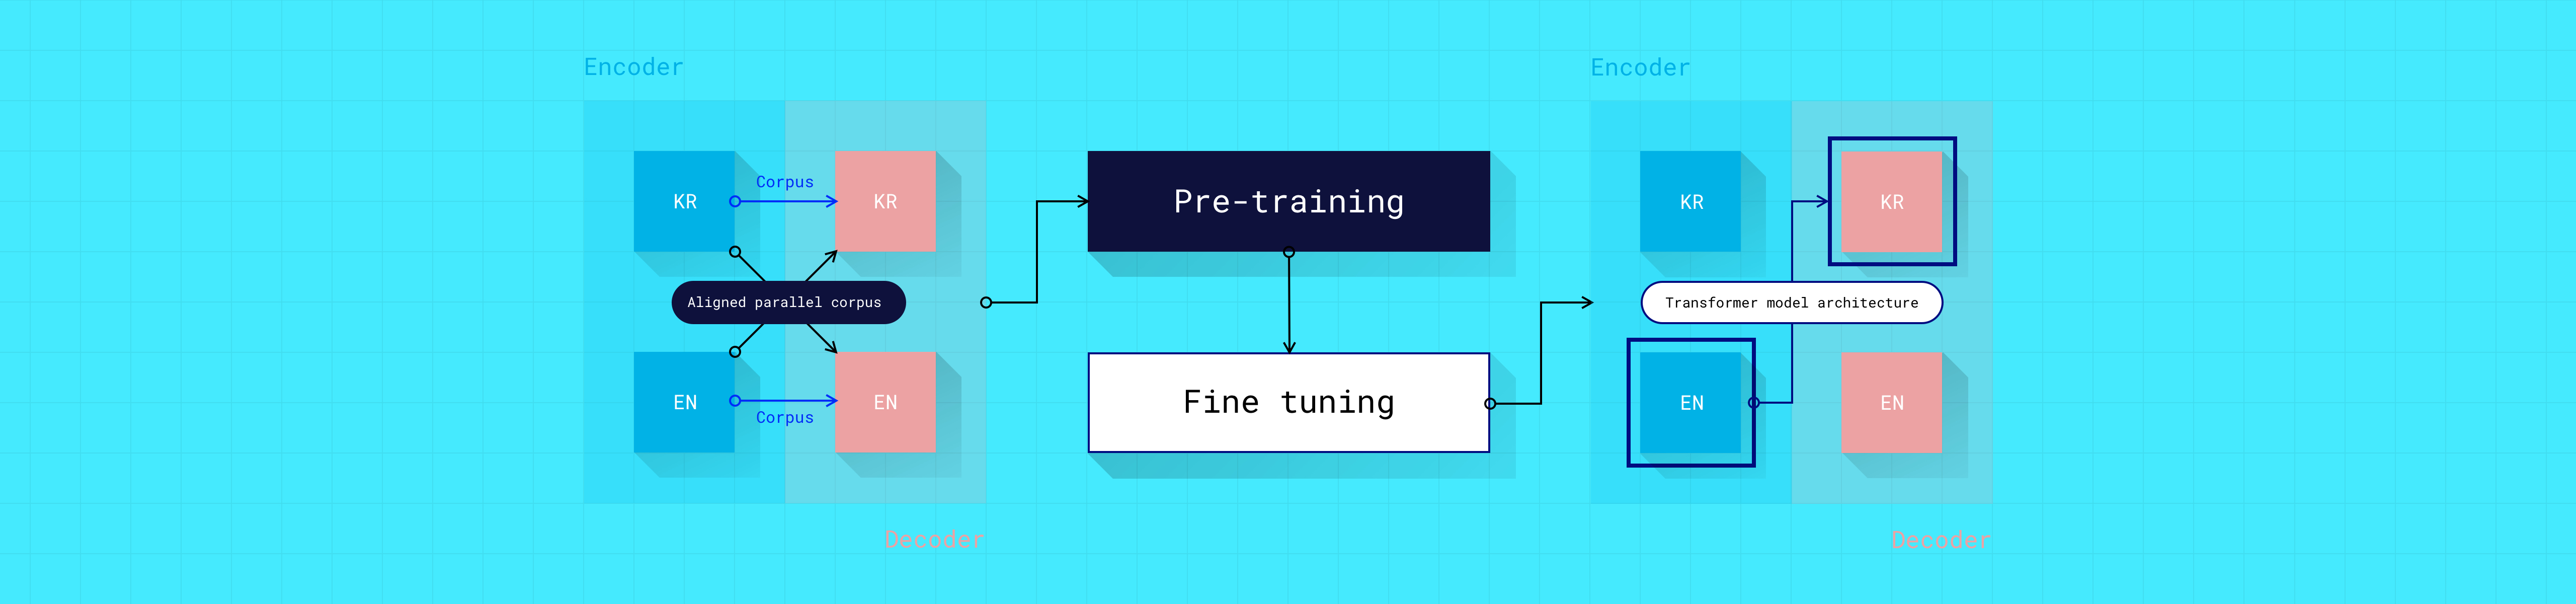 Encoder
KR
Corpus
KR
Aligned parallel corpus
EN
Corpus
EN
Decoder
Pre-training
Fine tuning
Encoder
KR
KR
Transformer model architecture
EN
EN
Decoder